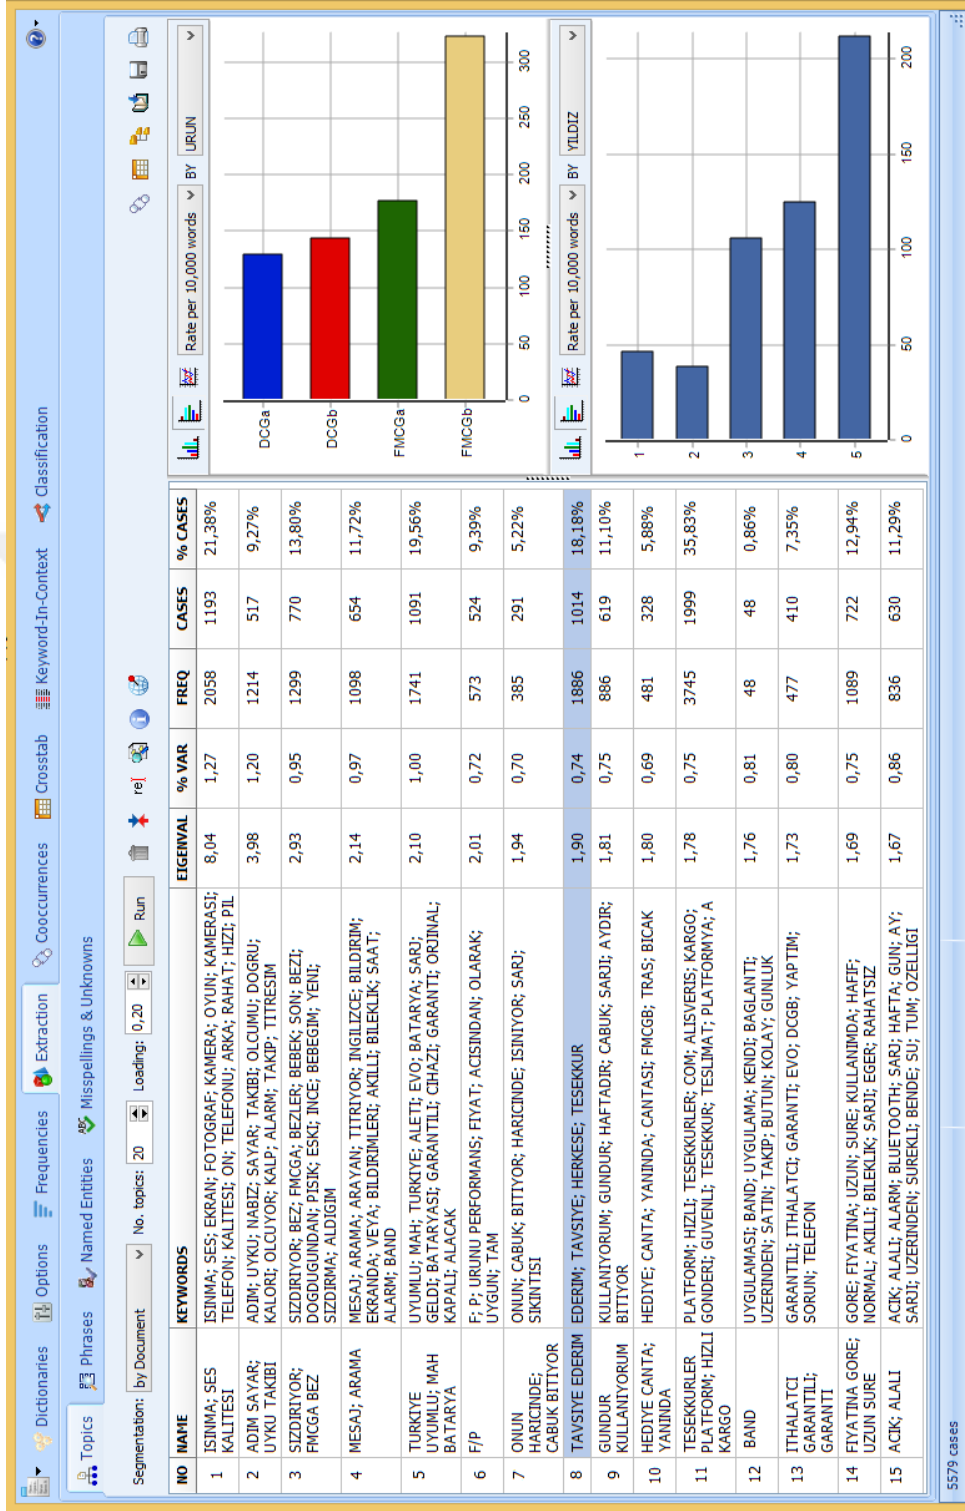 Dictionaries Options Frequencies Extraction Cooccurrences Crosstab Keyword-In-Context Classification
Topics Phrases Named Entities Misspellings & Unknowns
Segmentation: by Document No. topics: 20 Loading: 0,20 Run re
NO NAME KEYWORDS EIGENVAL % VAR FREQ CASES % CASES
1 ISINMA; SES KALITESI ISINMA; SES; EKRAN; FOTOGRAF; KAMERA; OYUN; KAMERASI; 8,04 1,27 2058 1193 21,38%
TELEFON; KALITESI; ON; TELEFONU; ARKA; RAHAT; HIZI; PIL
2 ADIM SAYAR; UYKU TAKIBI ADIM; UYKU; NABIZ; SAYAR; TAKIBI; OLCUMU; DOGRU; 3,98 1,20 1214 517 9,27%
KALORI; OLCUYOR; KALP; ALARM; TAKIP; TITRESIM
3 SIZDIRIYOR; FMCGA BEZ SIZDIRIYOR; BEZ; FMCGA; BEZLER; BEBEK; SON; BEZI; 2,93 0,95 1299 770 13,80%
DOGDUGUNDAN; PISIK; ESKI; INCE; BEBEGIM; YENI;
SIZDIRMA; ALDIGIM
4 MESAJ; ARAMA MESAJ; ARAMA; ARAYAN; TITRIYOR; INGILIZCE; BILDIRIM; 2,14 0,97 1098 654 11,72%
EKRANDA; VEYA; BILDIRIMLERI; AKILLI; BILEKLIK; SAAT;
ALARM; BAND
5 TURKIYE UYUMLU; MAH BATARYA UYUMLU; MAH; TURKIYE; ALETI; EVO; BATARYA; SARJ; 2,10 1,00 1741 1091 19,56%
GELDI; BATARYASI; GARANTILI; CIHAZI; GARANTI; ORJINAL;
KAPALI; ALACAK
6 F/P F; P; URUNU PERFORMANS; FIYAT; ACISINDAN; OLARAK; 2,01 0,72 573 524 9,39%
UYGUN; TAM
7 ONUN HARICINDE; CABUK BITIYOR ONUN; CABUK; BITIYOR; HARICINDE; ISINIYOR; SARJ; 1,94 0,70 385 291 5,22%
SIKINTISI
8 TAVSIYE EDERIM EDERIM; TAVSIYE; HERKESE; TESEKKUR 1,90 0,74 1886 1014 18,18%
9 GUNDUR KULLANIYORUM KULLANIYORUM; GUNDUR; HAFTADIR; CABUK; SARJI; AYDIR; 1,81 0,75 886 619 11,10%
BITIYOR
10 HEDIYE CANTA; YANINDA HEDIYE; CANTA; YANINDA; CANTASI; FMCGB; TRAS; BICAK 1,80 0,69 481 328 5,88%
11 TESEKKURLER PLATFORM; HIZLI KARGO PLATFORM; HIZLI; TESEKKURLER; COM; ALISVERIS; KARGO; 1,78 0,75 3745 1999 35,83%
GONDERI; GUVENLI; TESEKKUR; TESLIMAT; PLATFORMYA; A
12 BAND UYGULAMASI; BAND; UYGULAMA; KENDI; BAGLANTI; 1,76 0,81 48 48 0,86%
UZERINDEN; SATIN; TAKIP; BUTUN; KOLAY; GUNLUK
13 ITHALATCI GARANTILI; GARANTI GARANTILI; ITHALATCI; GARANTI; EVO; DCGB; YAPTIM; 1,73 0,80 477 410 7,35%
SORUN; TELEFON
14 FIYATINA GORE; UZUN SURE GORE; FIYATINA; UZUN; SURE; KULLANIMDA; HAFIF; 1,69 0,75 1089 722 12,94%
NORMAL; AKILLI; BILEKLIK; SARJI; EGER; RAHATSIZ
15 ACIK; ALALI ACIK; ALALI; ALARM; BLUETOOTH; SARJ; HAFTA; GUN; AY; 1,67 0,86 836 630 11,29%
SARJI; UZERINDEN; SUREKLI; BENDE; SU; TUM; OZELLIGI
Rate per 10,000 words BY URUN
DCGa
DCGb
FMCGa
FMCGb
0 50 100 150 200 250 300
Rate per 10,000 words BY YILDIZ
1
2
3
4
5
0 50 100 150 200
5579 cases